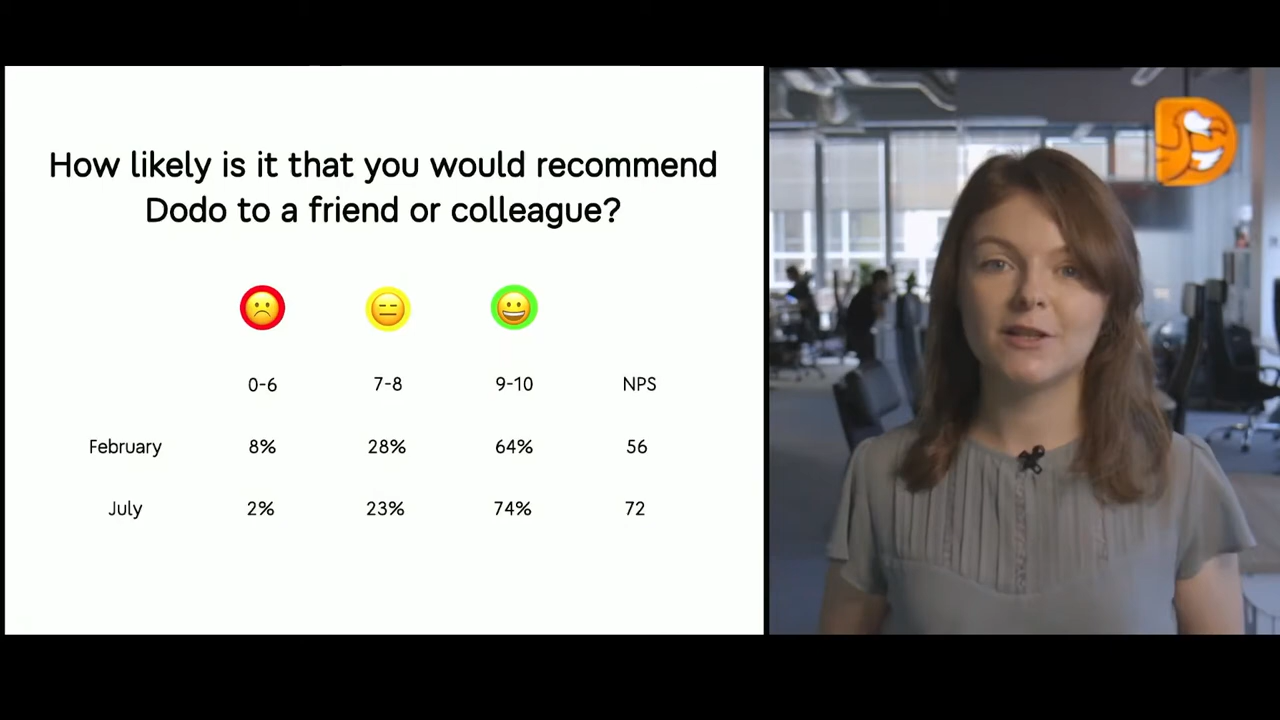 How likely is it that you would recommend
Dodo to a friend or colleague?
0-6 7-8 9-10 NPS
February 8% 28% 64% 56
July 2% 23% 74% 72